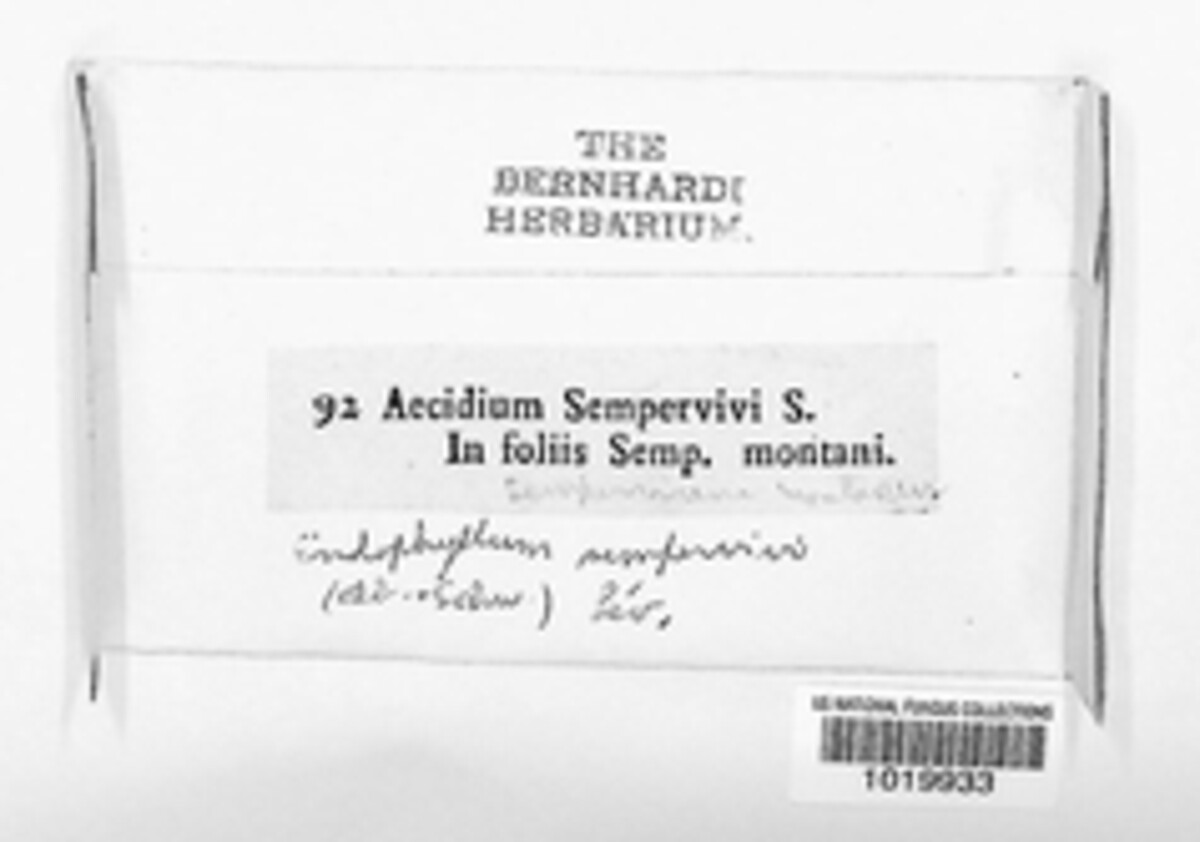 THE
BERNHARDI
HERBARIUM.
92 Aecidium Sempervivi S.
In foliis Semp. montani.
Endophyllum sempervivi
(Alb. + Schw.) Lév.
US NATIONAL FUNGUS COLLECTIONS
1019933